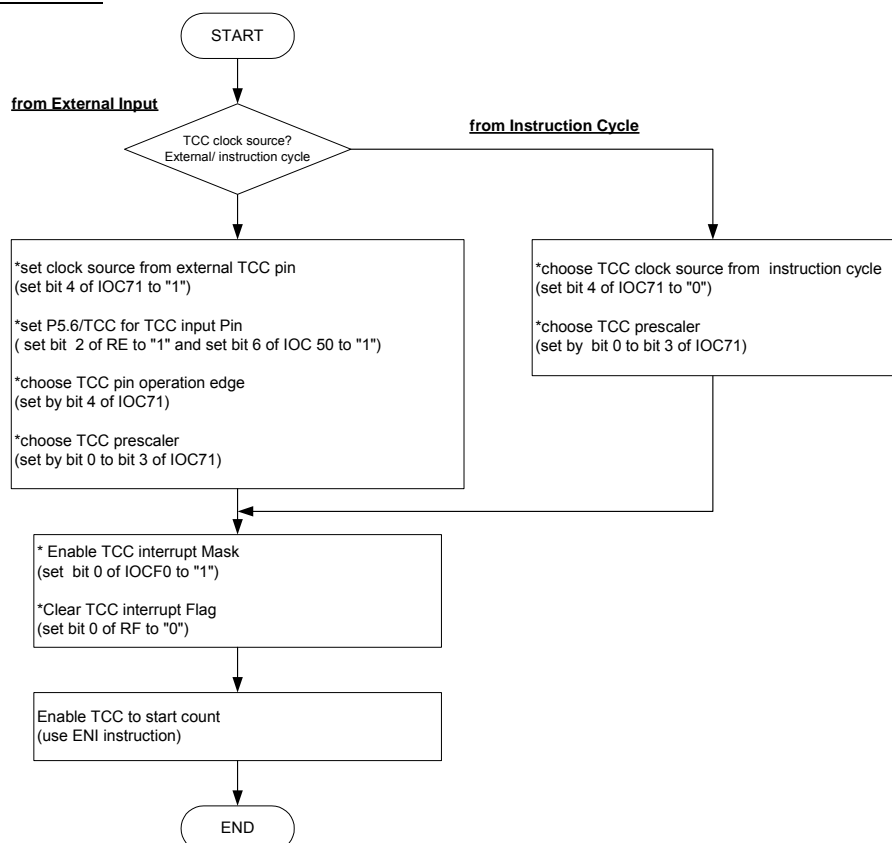 START
from External Input
TCC clock source?
External/ instruction cycle
from Instruction Cycle
*set clock source from external TCC pin
(set bit 4 of IOC71 to "1")
*set P5.6/TCC for TCC input Pin
( set bit 2 of RE to "1" and set bit 6 of IOC 50 to "1")
*choose TCC pin operation edge
(set by bit 4 of IOC71)
*choose TCC prescaler
(set by bit 0 to bit 3 of IOC71)
*choose TCC clock source from instruction cycle
(set bit 4 of IOC71 to "0")
*choose TCC prescaler
(set by bit 0 to bit 3 of IOC71)
* Enable TCC interrupt Mask
(set bit 0 of IOCF0 to "1")
*Clear TCC interrupt Flag
(set bit 0 of RF to "0")
Enable TCC to start count
(use ENI instruction)
END